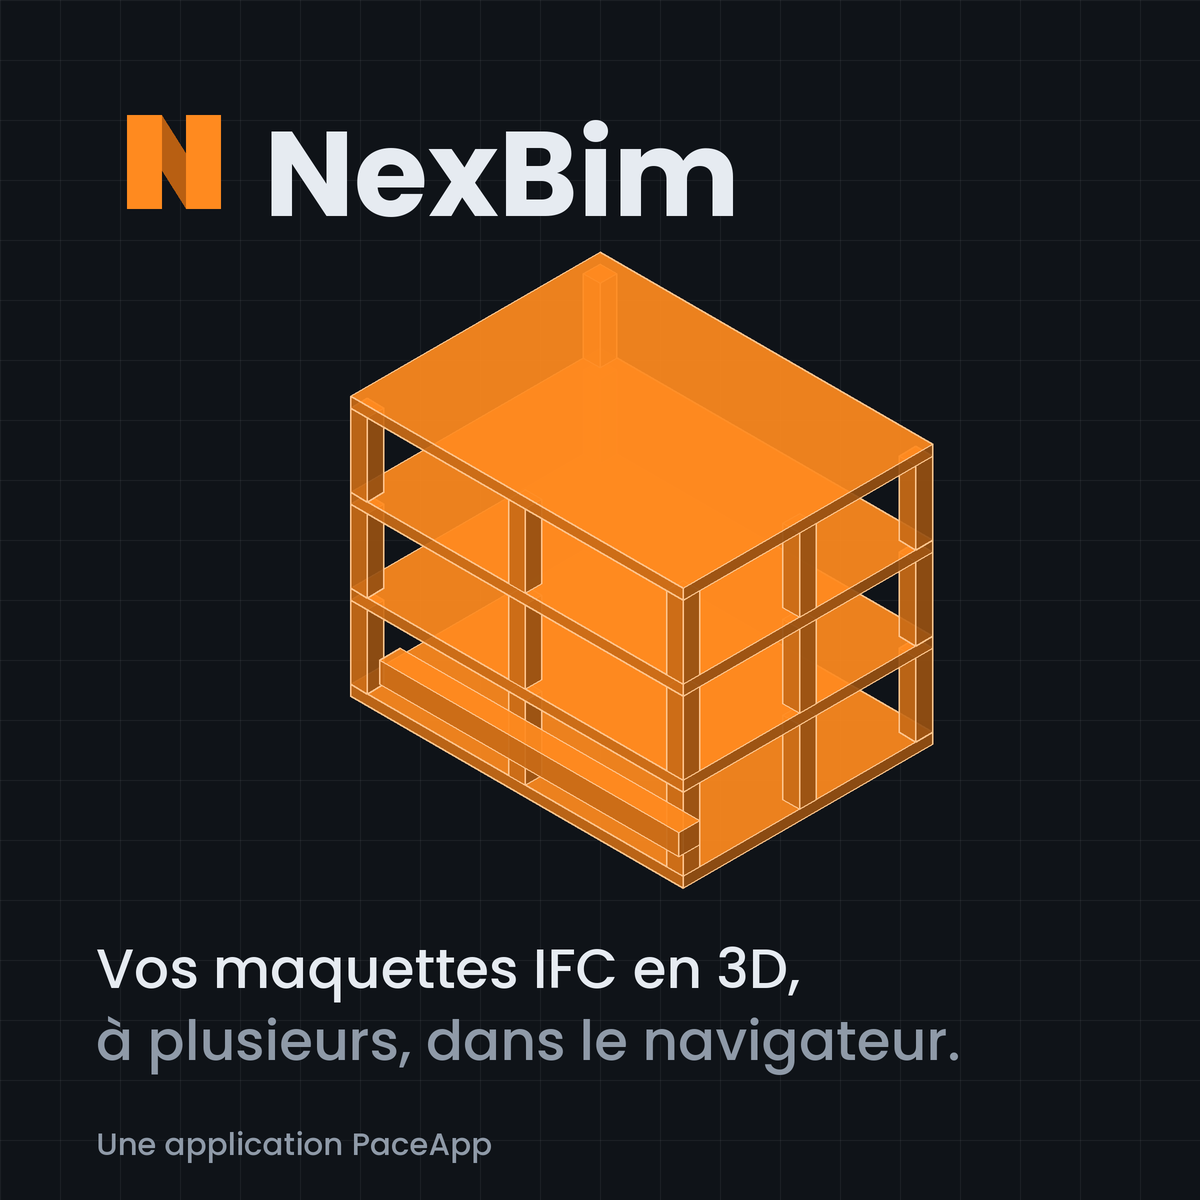 NexBim
Vos maquettes IFC en 3D,
à plusieurs, dans le navigateur.
Une application PaceApp